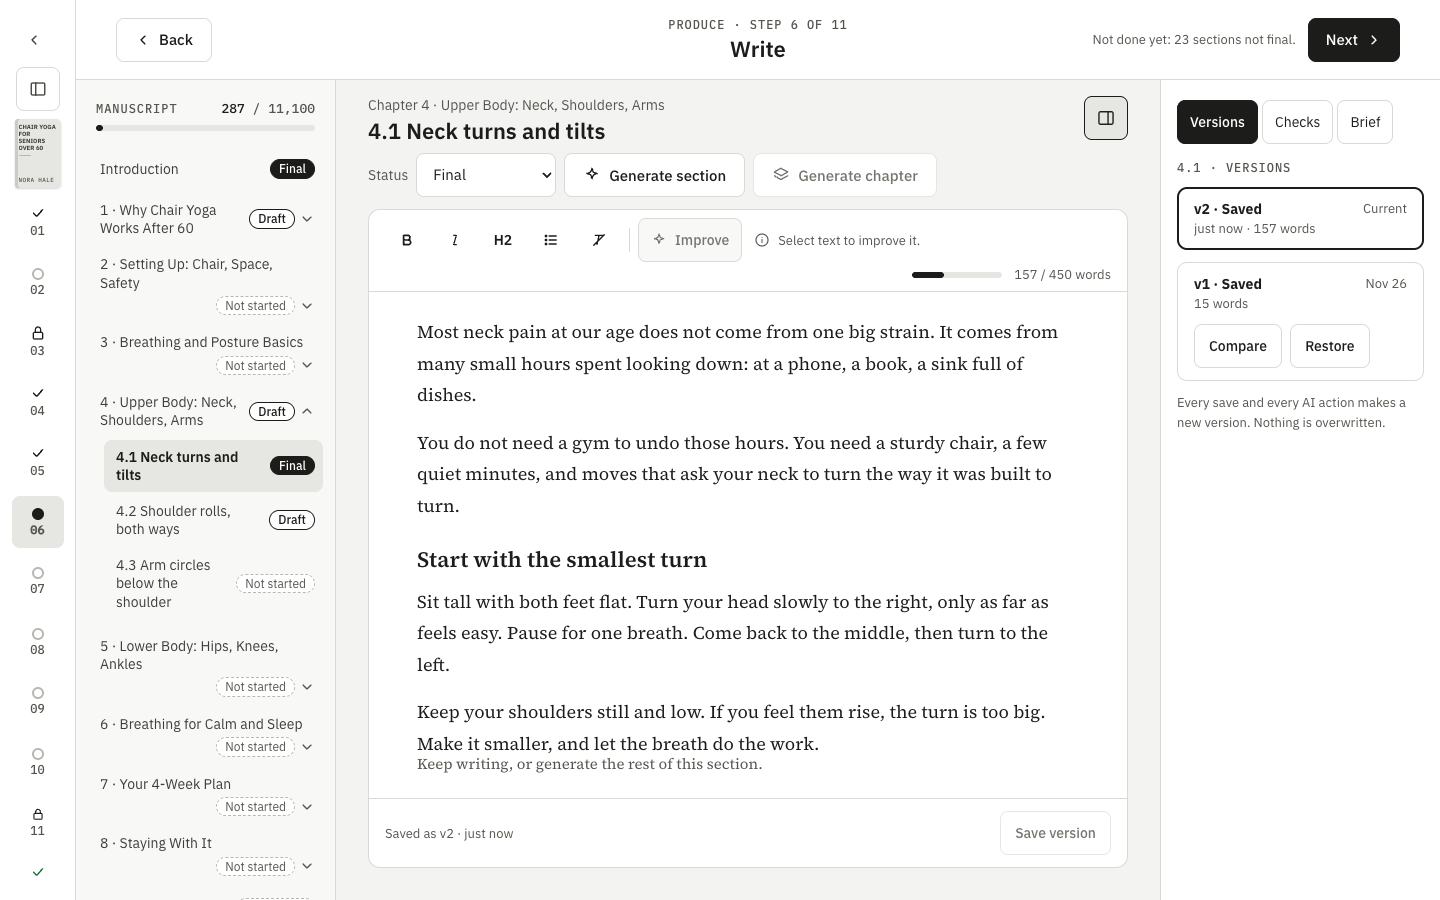 Back
PRODUCE · STEP 6 OF 11
Write
Not done yet: 23 sections not final.
Next
CHAIR YOGA
FOR
SENIORS
OVER 60
NORA HALE
01
02
03
04
05
06
07
08
09
10
11
MANUSCRIPT
287 / 11,100
Introduction
Final
1 · Why Chair Yoga
Works After 60
Draft
2 · Setting Up: Chair, Space,
Safety
Not started
3 · Breathing and Posture Basics
Not started
4 · Upper Body: Neck,
Shoulders, Arms
Draft
4.1 Neck turns and
tilts
Final
4.2 Shoulder rolls,
both ways
Draft
4.3 Arm circles
below the
shoulder
Not started
5 · Lower Body: Hips, Knees,
Ankles
Not started
6 · Breathing for Calm and Sleep
Not started
7 · Your 4-Week Plan
Not started
8 · Staying With It
Not started
Chapter 4 · Upper Body: Neck, Shoulders, Arms
4.1 Neck turns and tilts
Status
Final
Generate section
Generate chapter
B
I
H2
Improve
Select text to improve it.
157 / 450 words
Most neck pain at our age does not come from one big strain. It comes from
many small hours spent looking down: at a phone, a book, a sink full of
dishes.
You do not need a gym to undo those hours. You need a sturdy chair, a few
quiet minutes, and moves that ask your neck to turn the way it was built to
turn.
Start with the smallest turn
Sit tall with both feet flat. Turn your head slowly to the right, only as far as
feels easy. Pause for one breath. Come back to the middle, then turn to the
left.
Keep your shoulders still and low. If you feel them rise, the turn is too big.
Make it smaller, and let the breath do the work.
Keep writing, or generate the rest of this section.
Saved as v2 · just now
Save version
Versions
Checks
Brief
4.1 · VERSIONS
v2 · Saved
Current
just now · 157 words
v1 · Saved
Nov 26
15 words
Compare
Restore
Every save and every AI action makes a
new version. Nothing is overwritten.